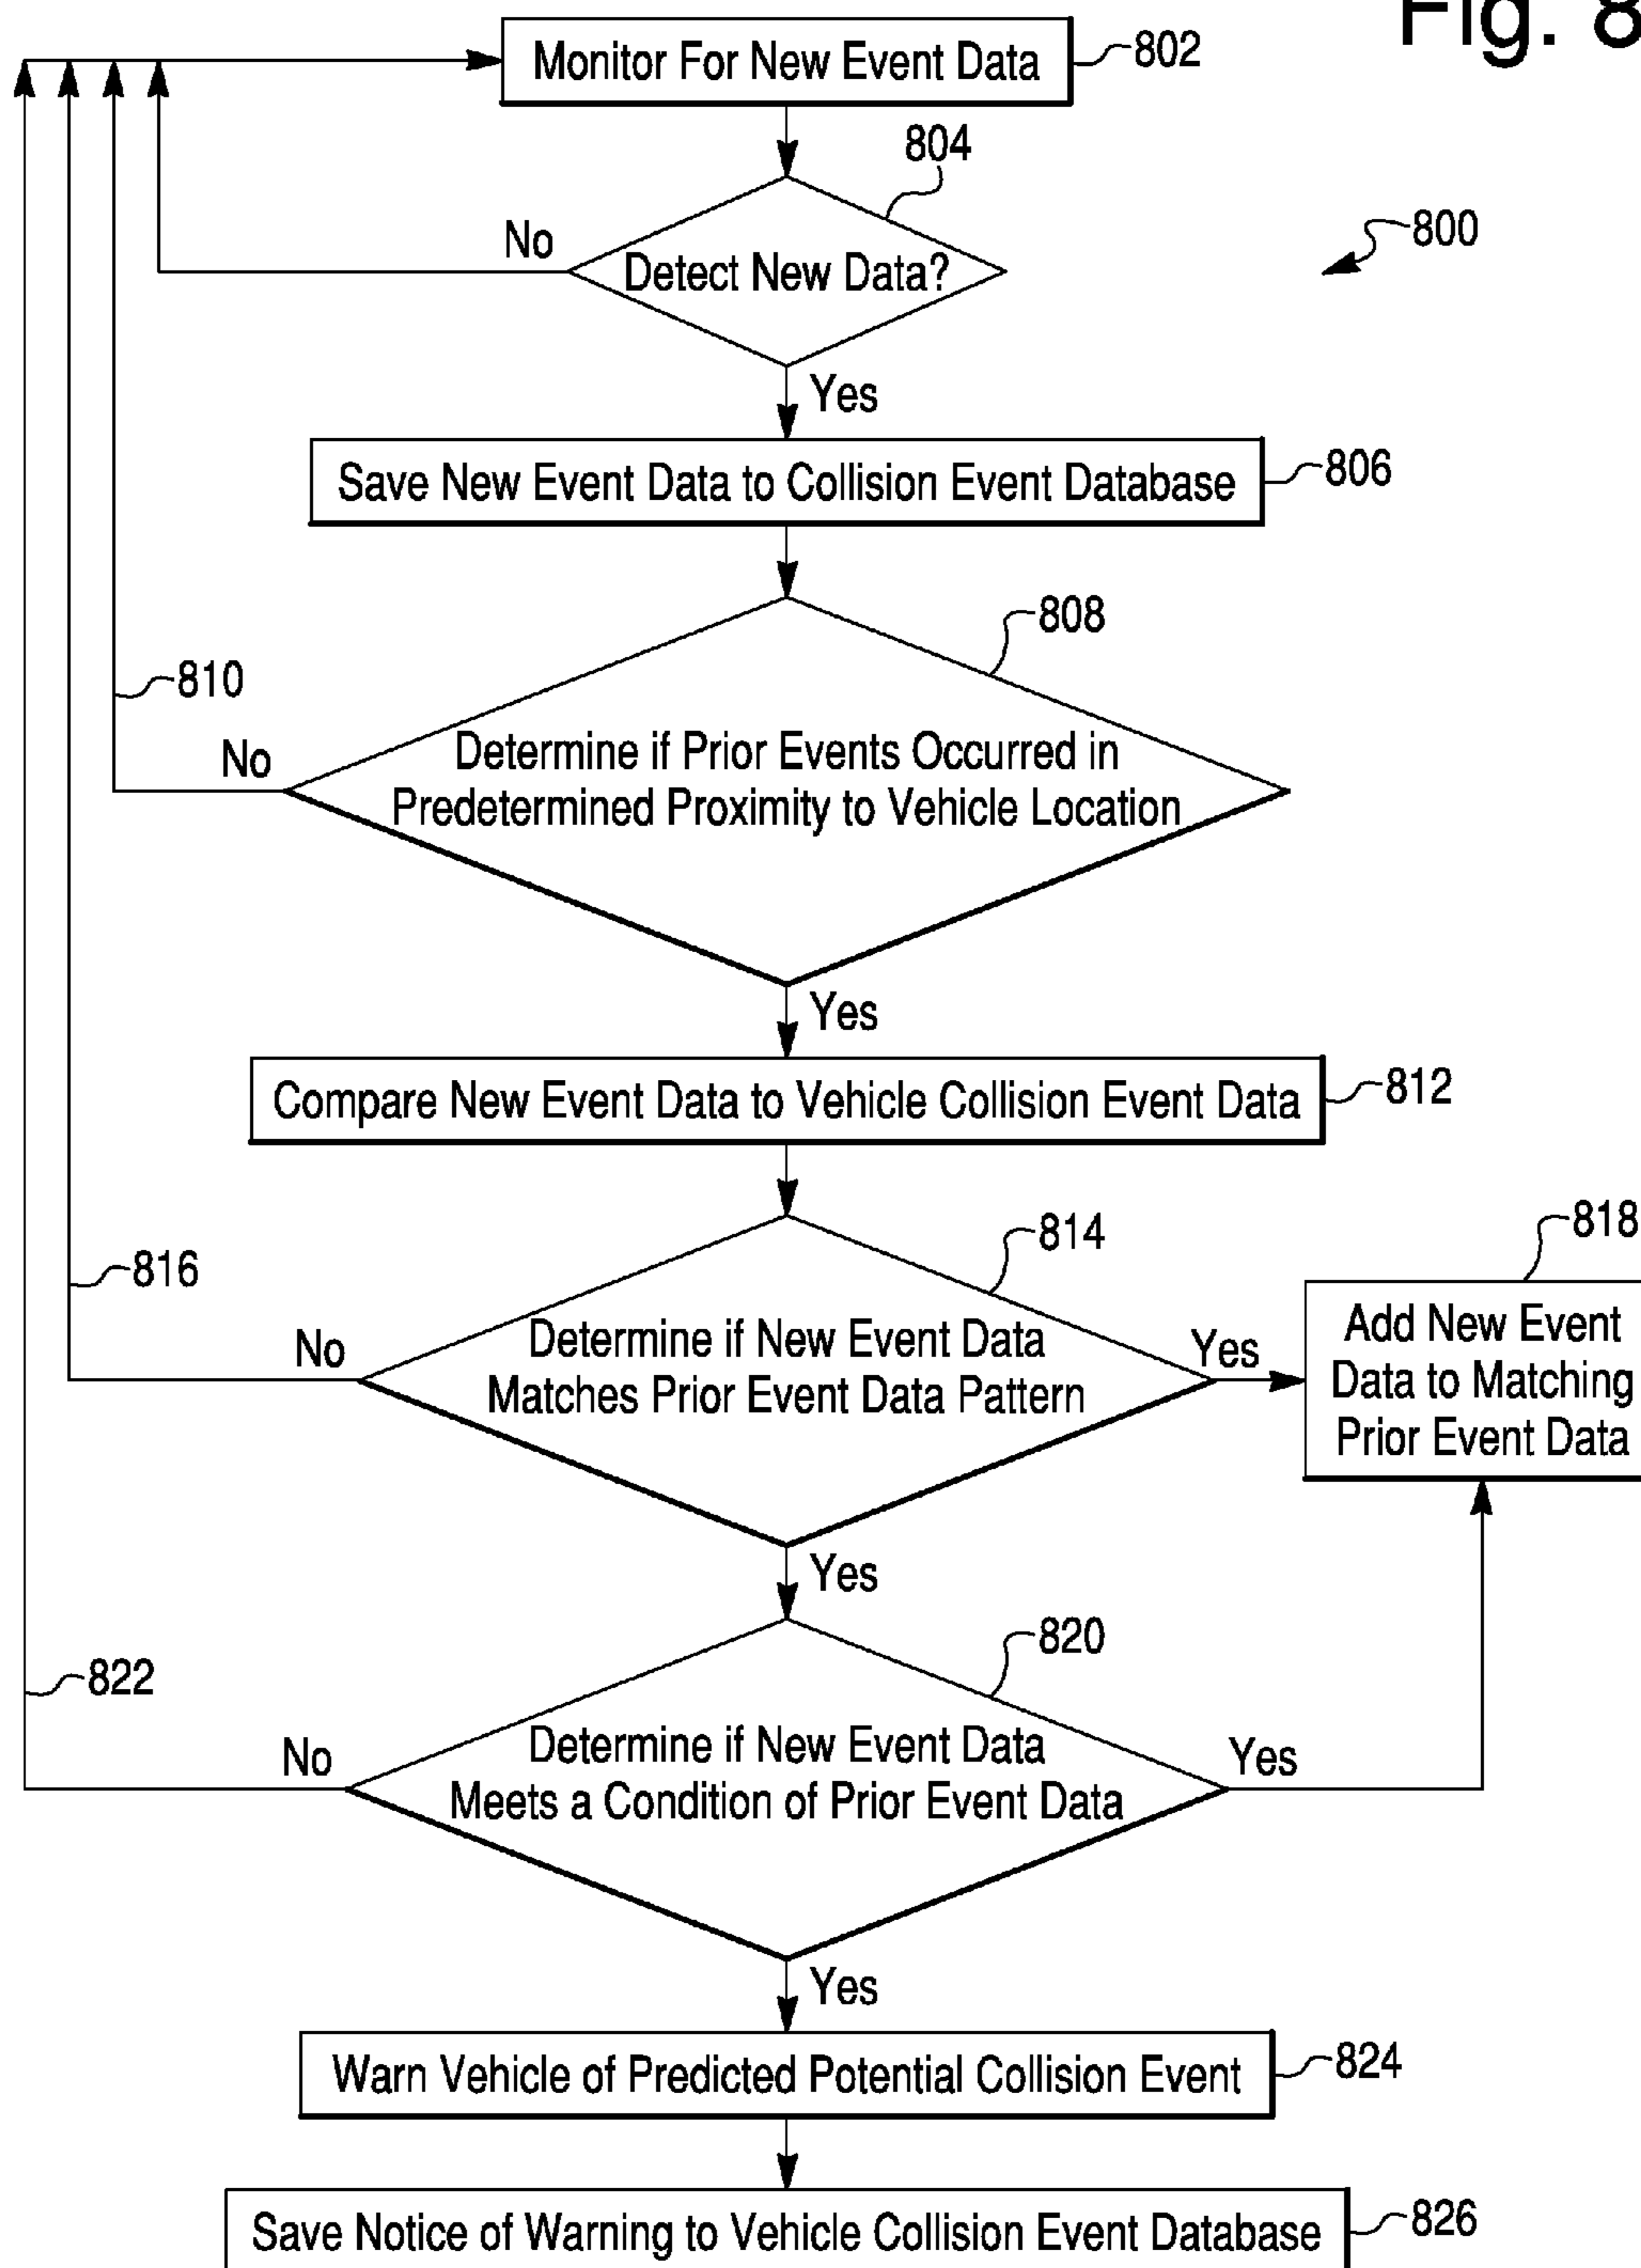 Fig. 8
Monitor For New Event Data
802
804
800
No
Detect New Data?
Yes
Save New Event Data to Collision Event Database
806
808
810
No
Determine if Prior Events Occurred in
Predetermined Proximity to Vehicle Location
Yes
Compare New Event Data to Vehicle Collision Event Data
812
814
818
816
No
Determine if New Event Data
Matches Prior Event Data Pattern
Yes
Add New Event
Data to Matching
Prior Event Data
Yes
820
822
No
Determine if New Event Data
Meets a Condition of Prior Event Data
Yes
Yes
Warn Vehicle of Predicted Potential Collision Event
824
Save Notice of Warning to Vehicle Collision Event Database
826